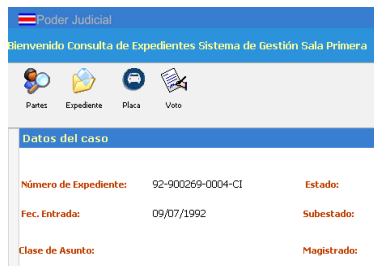 Poder Judicial
Bienvenido Consulta de Expedientes Sistema de Gestión Sala Primera
Partes Expediente Placa Voto
Datos del caso
Número de Expediente: 92-900269-0004-CI Estado:
Fec. Entrada: 09/07/1992 Subestado:
Clase de Asunto: Magistrado: